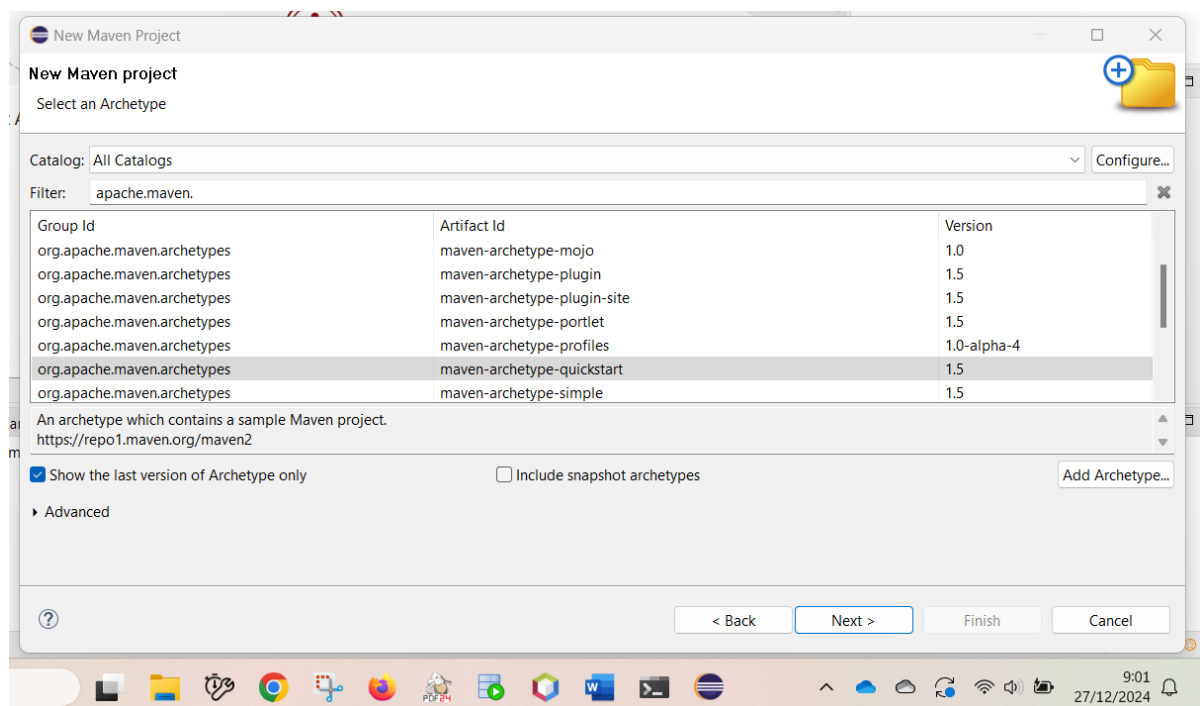 New Maven Project
New Maven project
Select an Archetype
Catalog: All Catalogs Configure...
Filter: apache.maven.
Group Id Artifact Id Version
org.apache.maven.archetypes maven-archetype-mojo 1.0
org.apache.maven.archetypes maven-archetype-plugin 1.5
org.apache.maven.archetypes maven-archetype-plugin-site 1.5
org.apache.maven.archetypes maven-archetype-portlet 1.5
org.apache.maven.archetypes maven-archetype-profiles 1.0-alpha-4
org.apache.maven.archetypes maven-archetype-quickstart 1.5
org.apache.maven.archetypes maven-archetype-simple 1.5
An archetype which contains a sample Maven project.
https://repo1.maven.org/maven2
Show the last version of Archetype only Include snapshot archetypes Add Archetype...
Advanced
? < Back Next > Finish Cancel
PDF24 W 9:01
27/12/2024